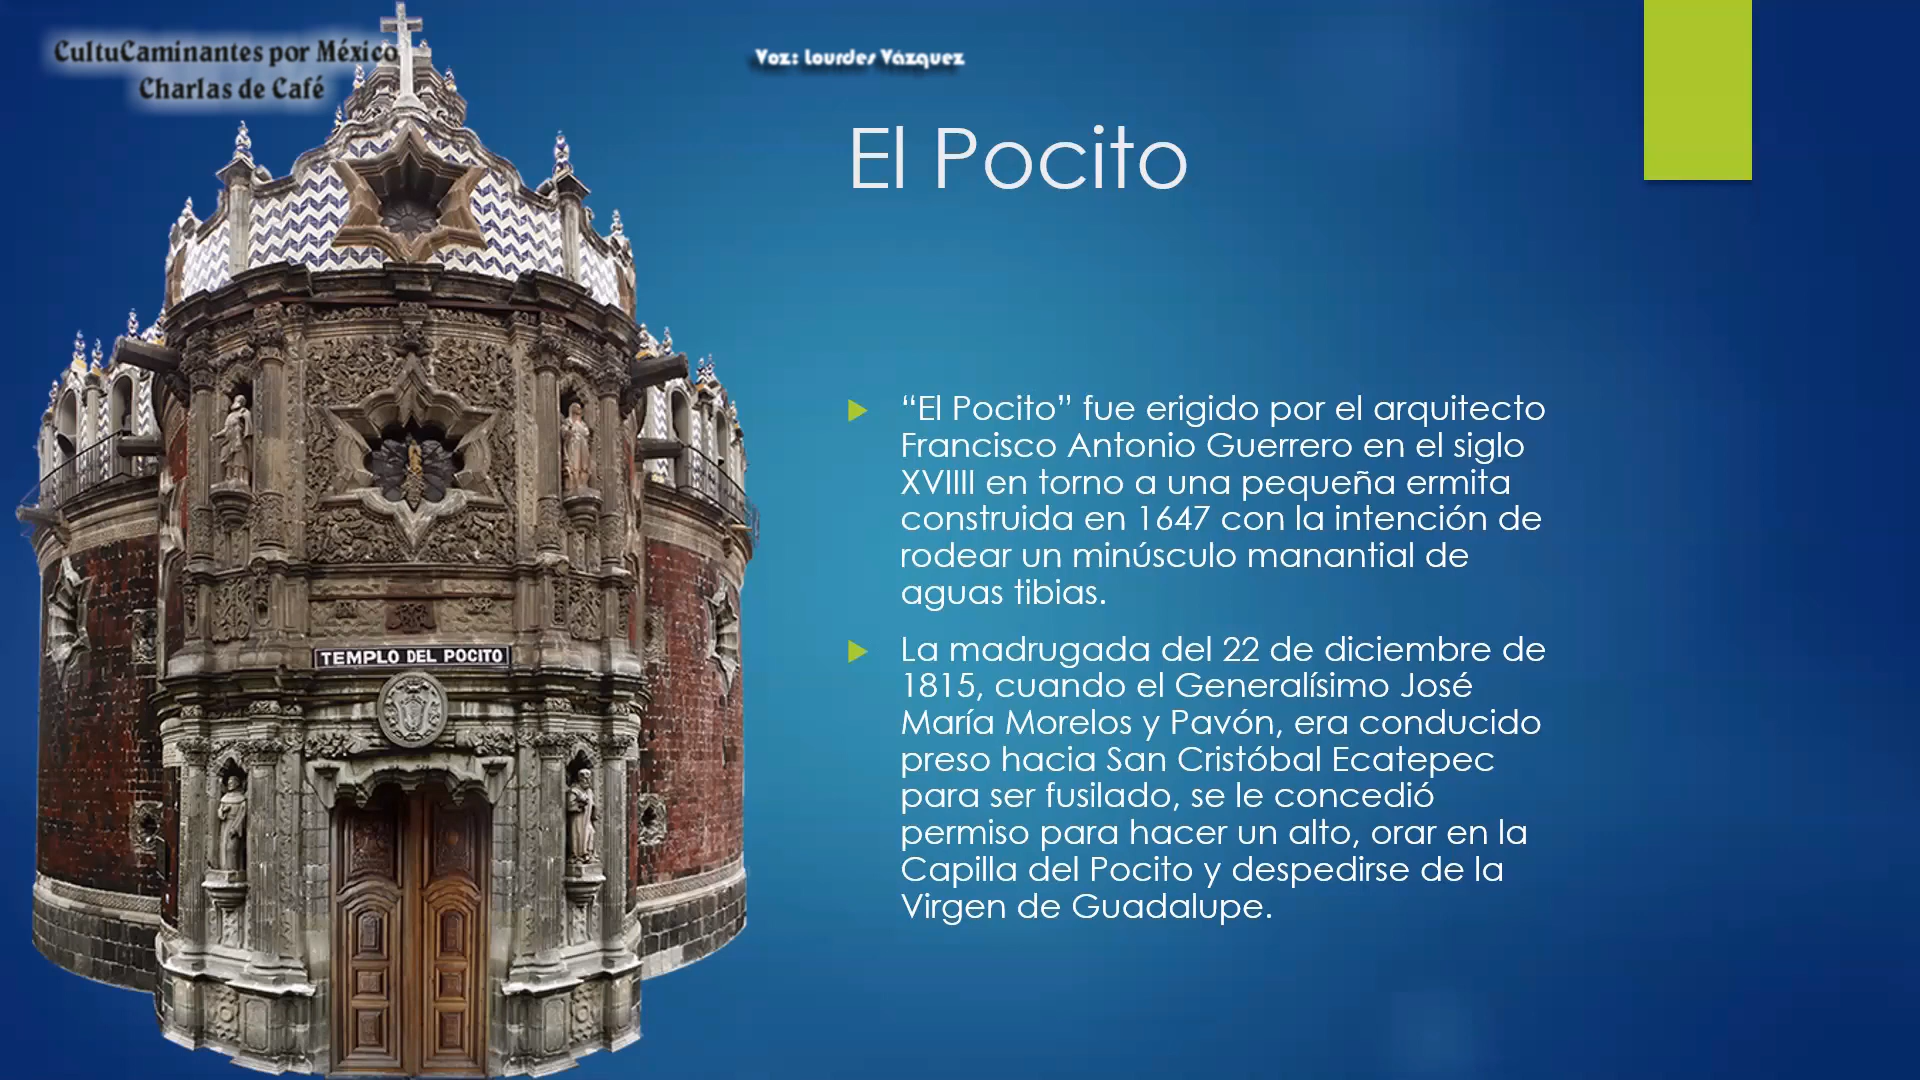 CultuCaminantes por México
Charlas de Café
Voz: Lourdes Vázquez
El Pocito
“El Pocito” fue erigido por el arquitecto
Francisco Antonio Guerrero en el siglo
XVIIII en torno a una pequeña ermita
construida en 1647 con la intención de
rodear un minúsculo manantial de
aguas tibias.
La madrugada del 22 de diciembre de
1815, cuando el Generalísimo José
María Morelos y Pavón, era conducido
preso hacia San Cristóbal Ecatepec
para ser fusilado, se le concedió
permiso para hacer un alto, orar en la
Capilla del Pocito y despedirse de la
Virgen de Guadalupe.
TEMPLO DEL POCITO